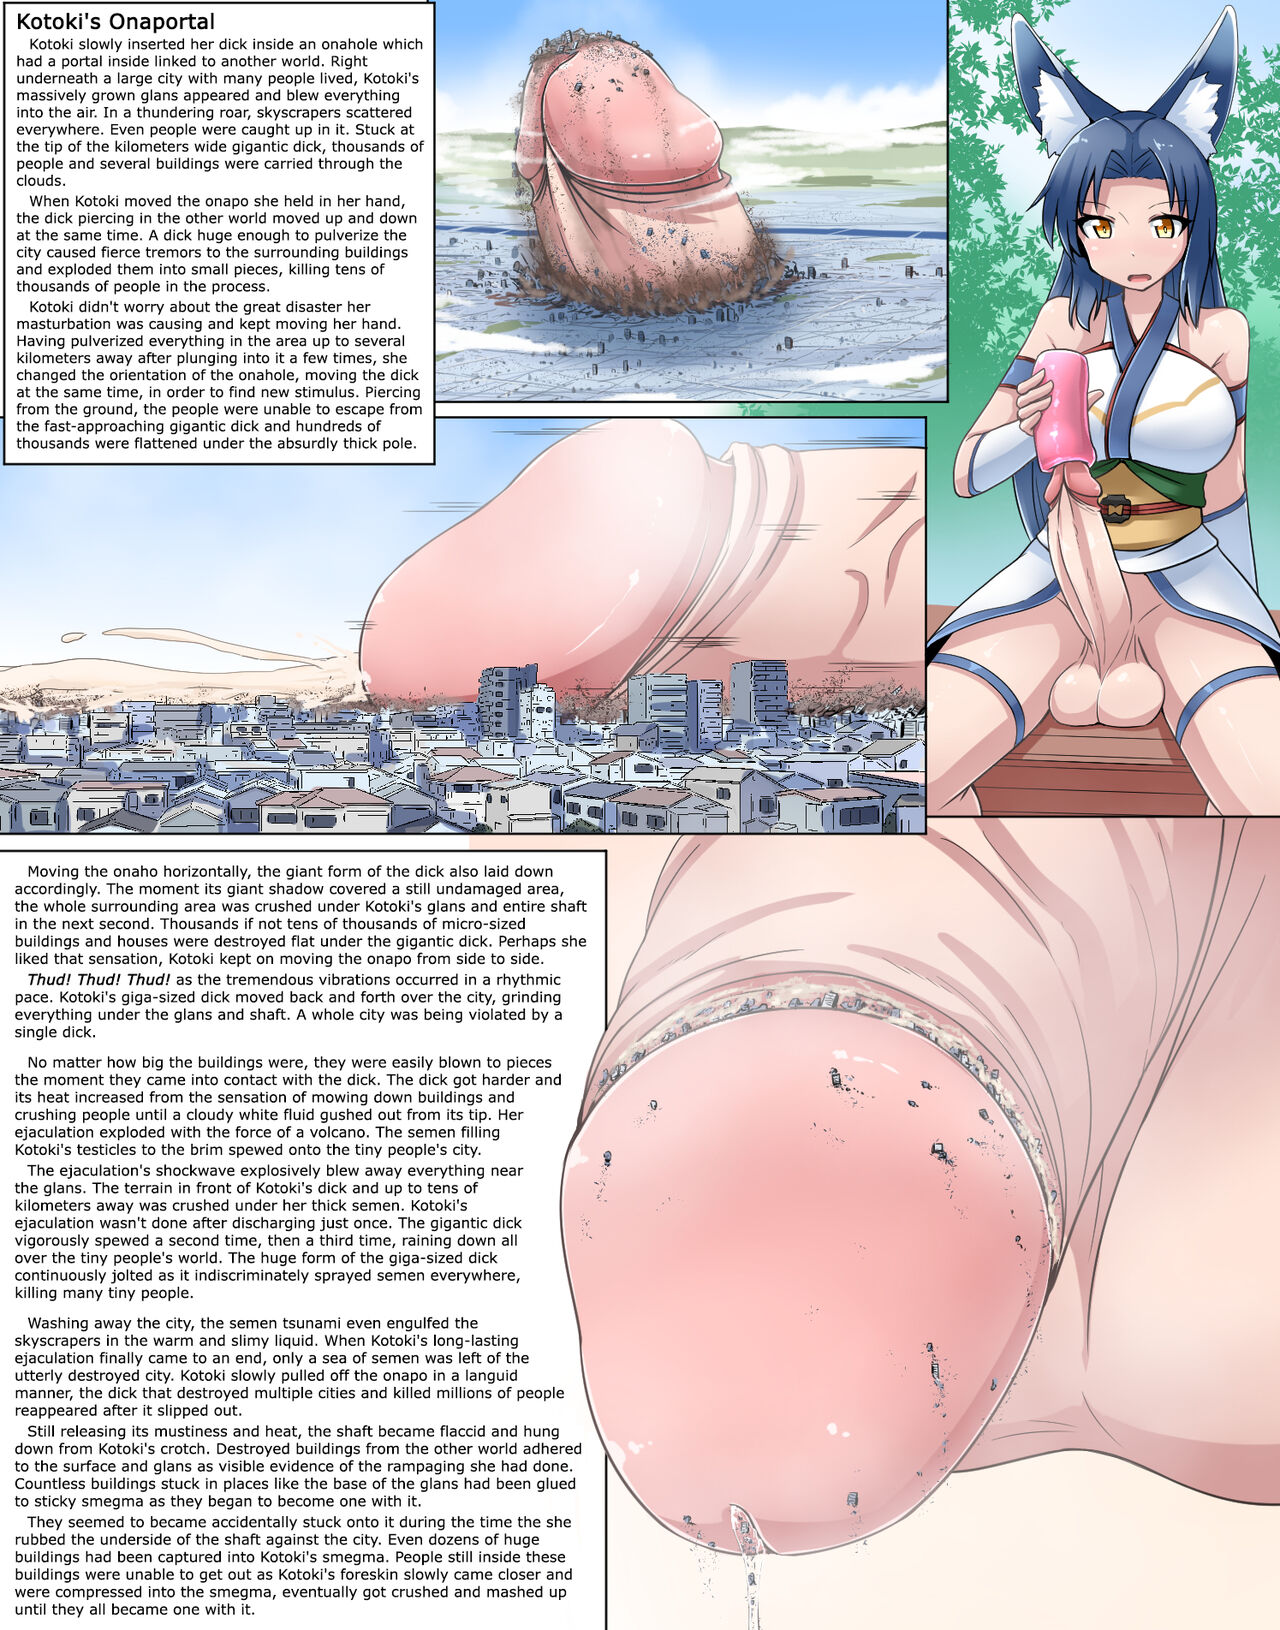 Kotoki's Onaportal
Kotoki slowly inserted her dick inside an onahole which
had a portal inside linked to another world. Right
underneath a large city with many people lived, Kotoki's
massively grown glans appeared and blew everything
into the air. In a thundering roar, skyscrapers scattered
everywhere. Even people were caught up in it. Stuck at
the tip of the kilometers wide gigantic dick, thousands of
people and several buildings were carried through the
clouds.
When Kotoki moved the onapo she held in her hand,
the dick piercing in the other world moved up and down
at the same time. A dick huge enough to pulverize the
city caused fierce tremors to the surrounding buildings
and exploded them into small pieces, killing tens of
thousands of people in the process.
Kotoki didn't worry about the great disaster her
masturbation was causing and kept moving her hand.
Having pulverized everything in the area up to several
kilometers away after plunging into it a few times, she
changed the orientation of the onahole, moving the dick
at the same time, in order to find new stimulus. Piercing
from the ground, the people were unable to escape from
the fast-approaching gigantic dick and hundreds of
thousands were flattened under the absurdly thick pole.
Moving the onaho horizontally, the giant form of the dick also laid down
accordingly. The moment its giant shadow covered a still undamaged area,
the whole surrounding area was crushed under Kotoki's glans and entire shaft
in the next second. Thousands if not tens of thousands of micro-sized
buildings and houses were destroyed flat under the gigantic dick. Perhaps she
liked that sensation, Kotoki kept on moving the onapo from side to side.
Thud! Thud! Thud! as the tremendous vibrations occurred in a rhythmic
pace. Kotoki's giga-sized dick moved back and forth over the city, grinding
everything under the glans and shaft. A whole city was being violated by a
single dick.
No matter how big the buildings were, they were easily blown to pieces
the moment they came into contact with the dick. The dick got harder and
its heat increased from the sensation of mowing down buildings and
crushing people until a cloudy white fluid gushed out from its tip. Her
ejaculation exploded with the force of a volcano. The semen filling
Kotoki's testicles to the brim spewed onto the tiny people's city.
The ejaculation's shockwave explosively blew away everything near
the glans. The terrain in front of Kotoki's dick and up to tens of
kilometers away was crushed under her thick semen. Kotoki's
ejaculation wasn't done after discharging just once. The gigantic dick
vigorously spewed a second time, then a third time, raining down all
over the tiny people's world. The huge form of the giga-sized dick
continuously jolted as it indiscriminately sprayed semen everywhere,
killing many tiny people.
Washing away the city, the semen tsunami even engulfed the
skyscrapers in the warm and slimy liquid. When Kotoki's long-lasting
ejaculation finally came to an end, only a sea of semen was left of the
utterly destroyed city. Kotoki slowly pulled off the onapo in a languid
manner, the dick that destroyed multiple cities and killed millions of people
reappeared after it slipped out.
Still releasing its mustiness and heat, the shaft became flaccid and hung
down from Kotoki's crotch. Destroyed buildings from the other world adhered
to the surface and glans as visible evidence of the rampaging she had done.
Countless buildings stuck in places like the base of the glans had been glued
to sticky smegma as they began to become one with it.
They seemed to became accidentally stuck onto it during the time the she
rubbed the underside of the shaft against the city. Even dozens of huge
buildings had been captured into Kotoki's smegma. People still inside these
buildings were unable to get out as Kotoki's foreskin slowly came closer and
were compressed into the smegma, eventually got crushed and mashed up
until they all became one with it.